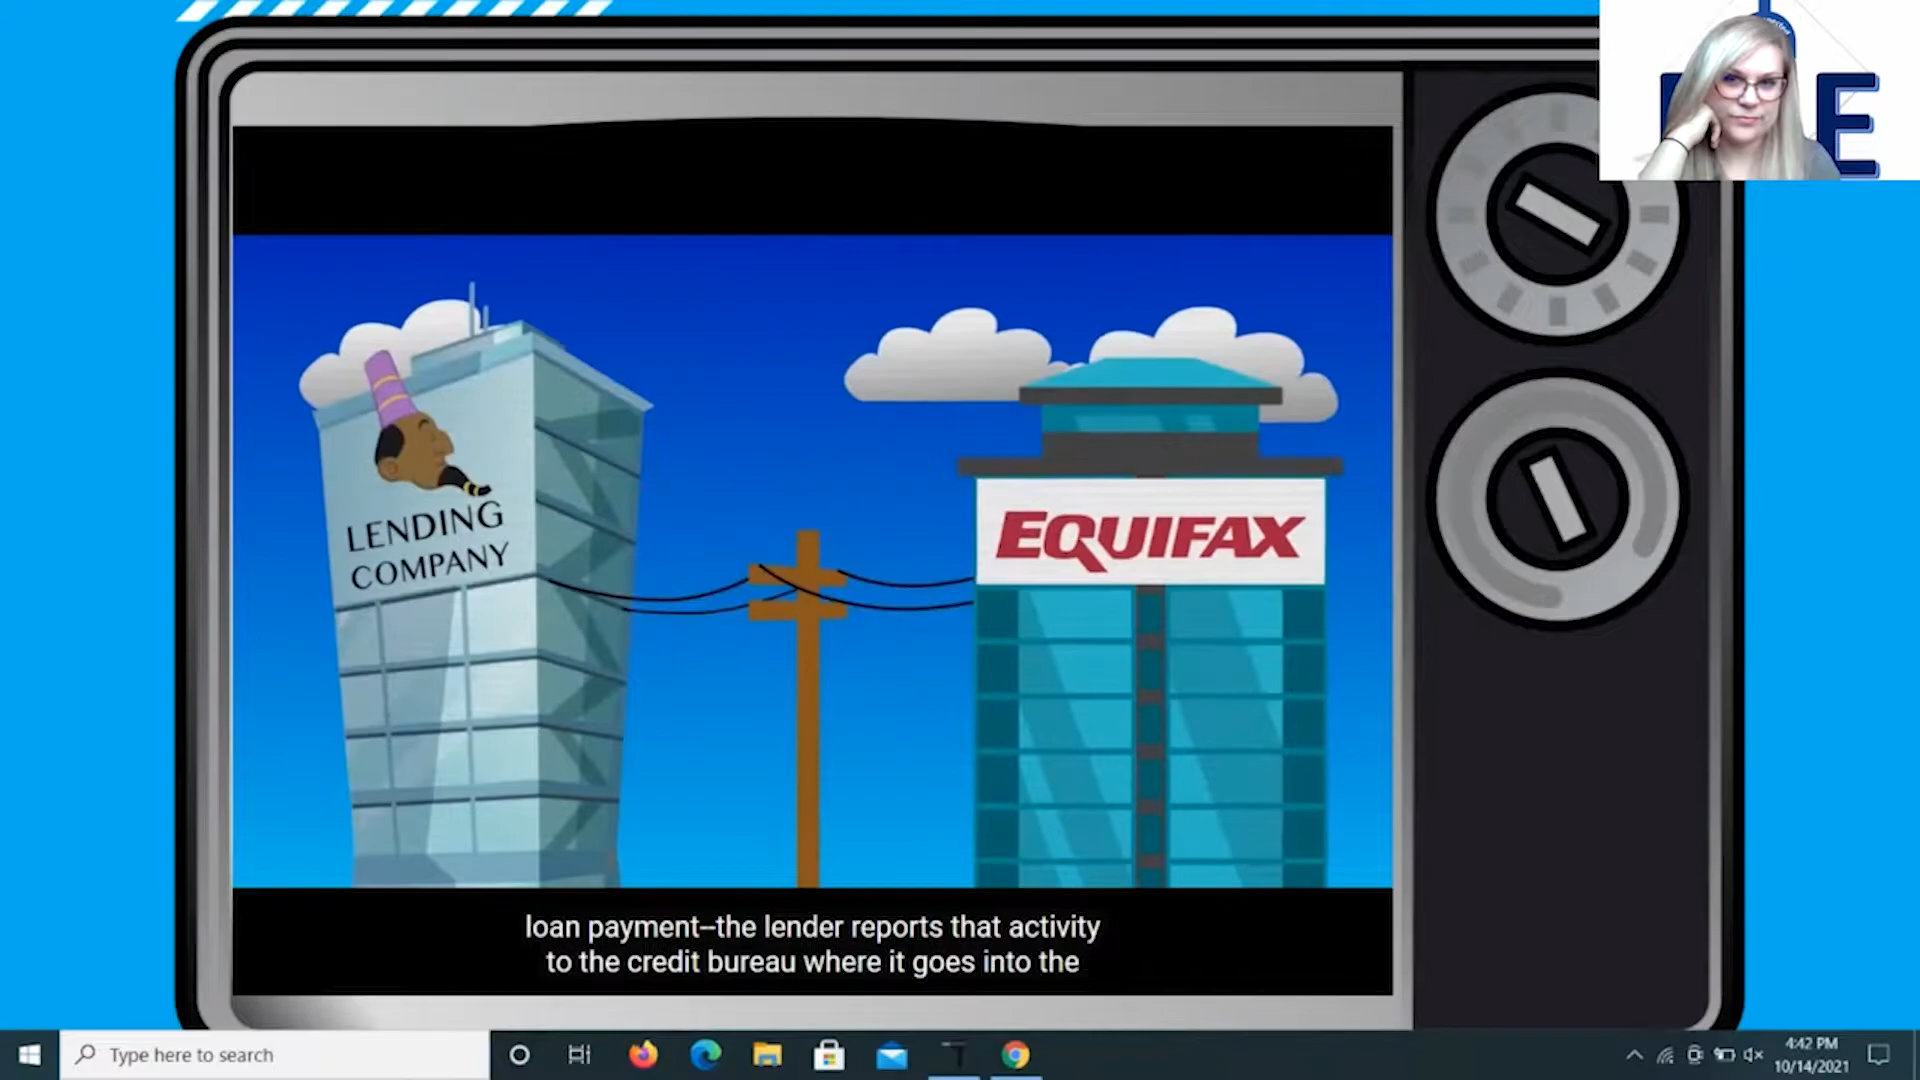 E
LENDING
COMPANY
EQUIFAX
loan payment--the lender reports that activity
to the credit bureau where it goes into the
Type here to search
4:42 PM
10/14/2021